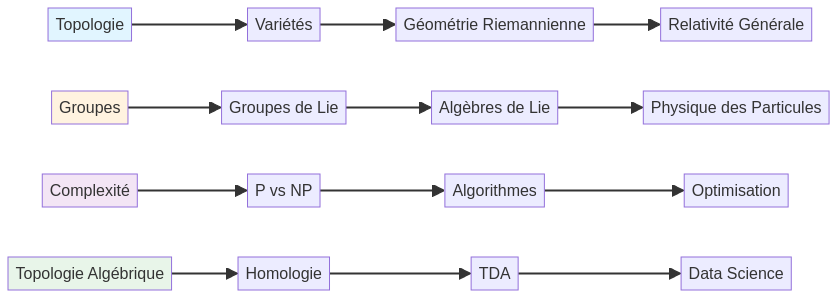 Topologie
Variétés
Géométrie Riemannienne
Relativité Générale
Groupes
Groupes de Lie
Algèbres de Lie
Physique des Particules
Complexité
P vs NP
Algorithmes
Optimisation
Topologie Algébrique
Homologie
TDA
Data Science